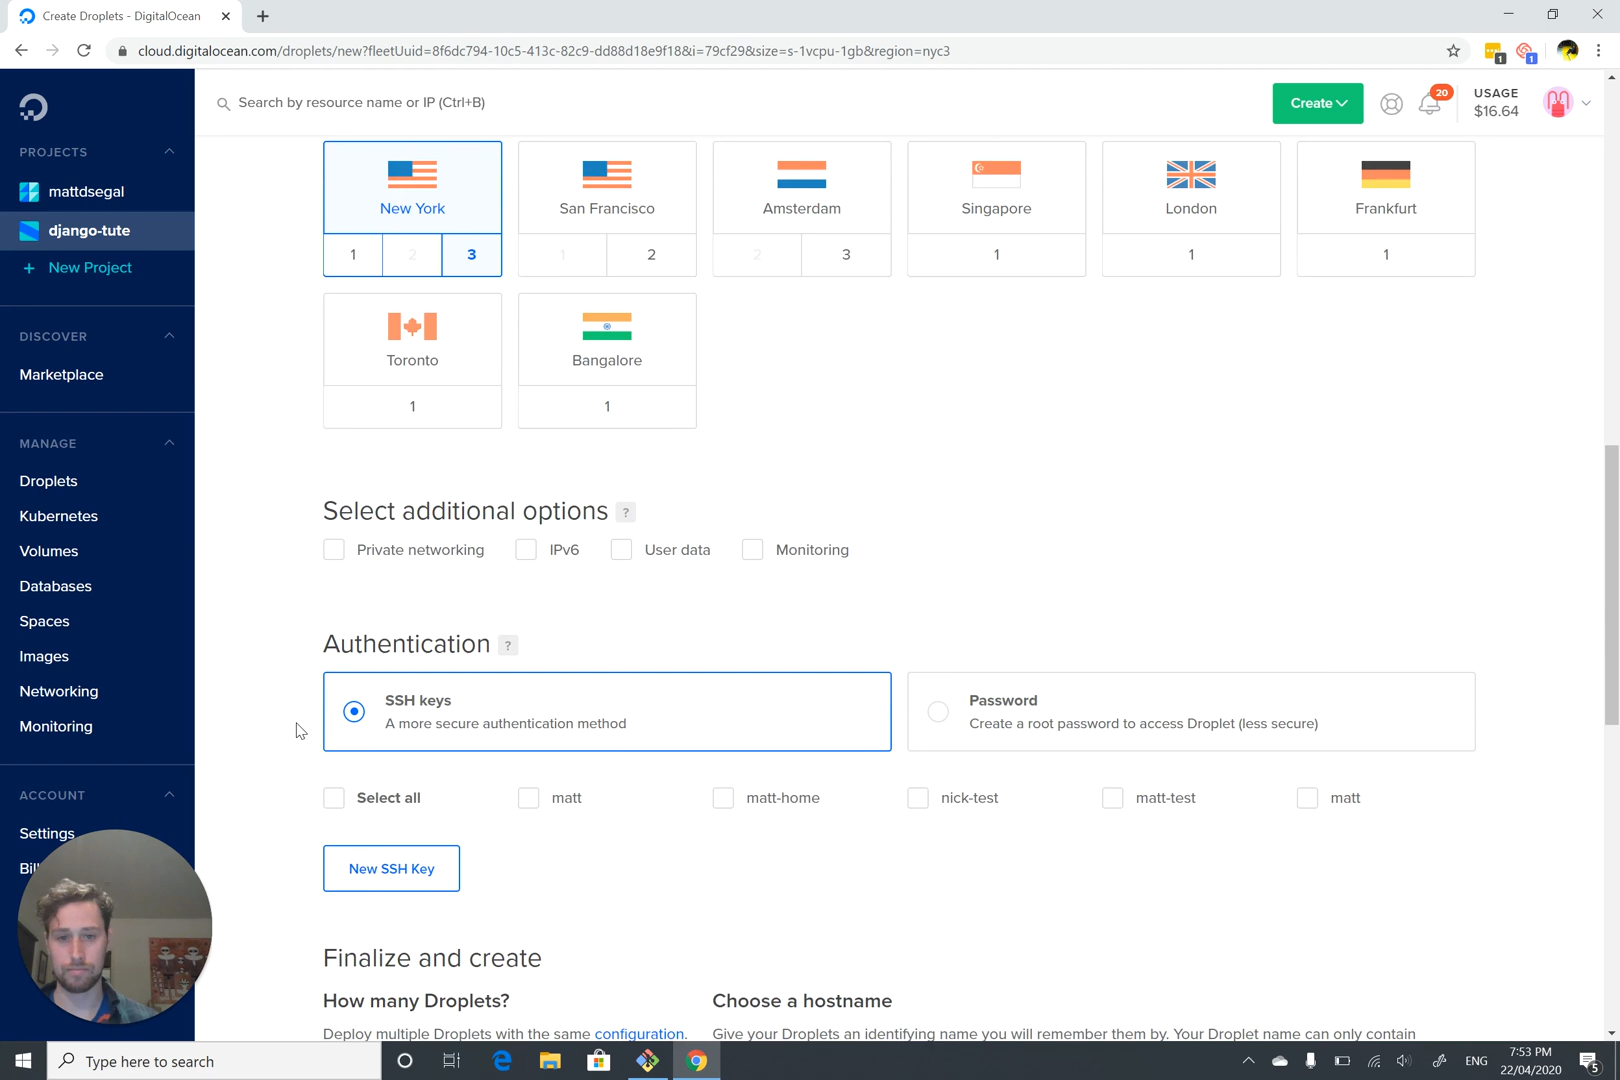 Create Droplets - DigitalOcean
cloud.digitalocean.com/droplets/new?fleetUuid=8f6dc794-10c5-413c-82c9-dd88d18e9f18&i=79cf29&size=s-1vcpu-1gb&region=nyc3
1
1
Search by resource name or IP (Ctrl+B)
Create
20
USAGE
$16.64
PROJECTS
mattdsegal
django-tute
+ New Project
DISCOVER
Marketplace
MANAGE
Droplets
Kubernetes
Volumes
Databases
Spaces
Images
Networking
Monitoring
ACCOUNT
Settings
New York
1 2 3
San Francisco
1 2
Amsterdam
2 3
Singapore
1
London
1
Frankfurt
1
Toronto
1
Bangalore
1
Select additional options ?
Private networking
IPv6
User data
Monitoring
Authentication ?
SSH keys
A more secure authentication method
Password
Create a root password to access Droplet (less secure)
Select all
matt
matt-home
nick-test
matt-test
matt
New SSH Key
Finalize and create
How many Droplets?
Deploy multiple Droplets with the same configuration.
Choose a hostname
Give your Droplets an identifying name you will remember them by. Your Droplet name can only contain
Type here to search
ENG
7:53 PM
22/04/2020
5